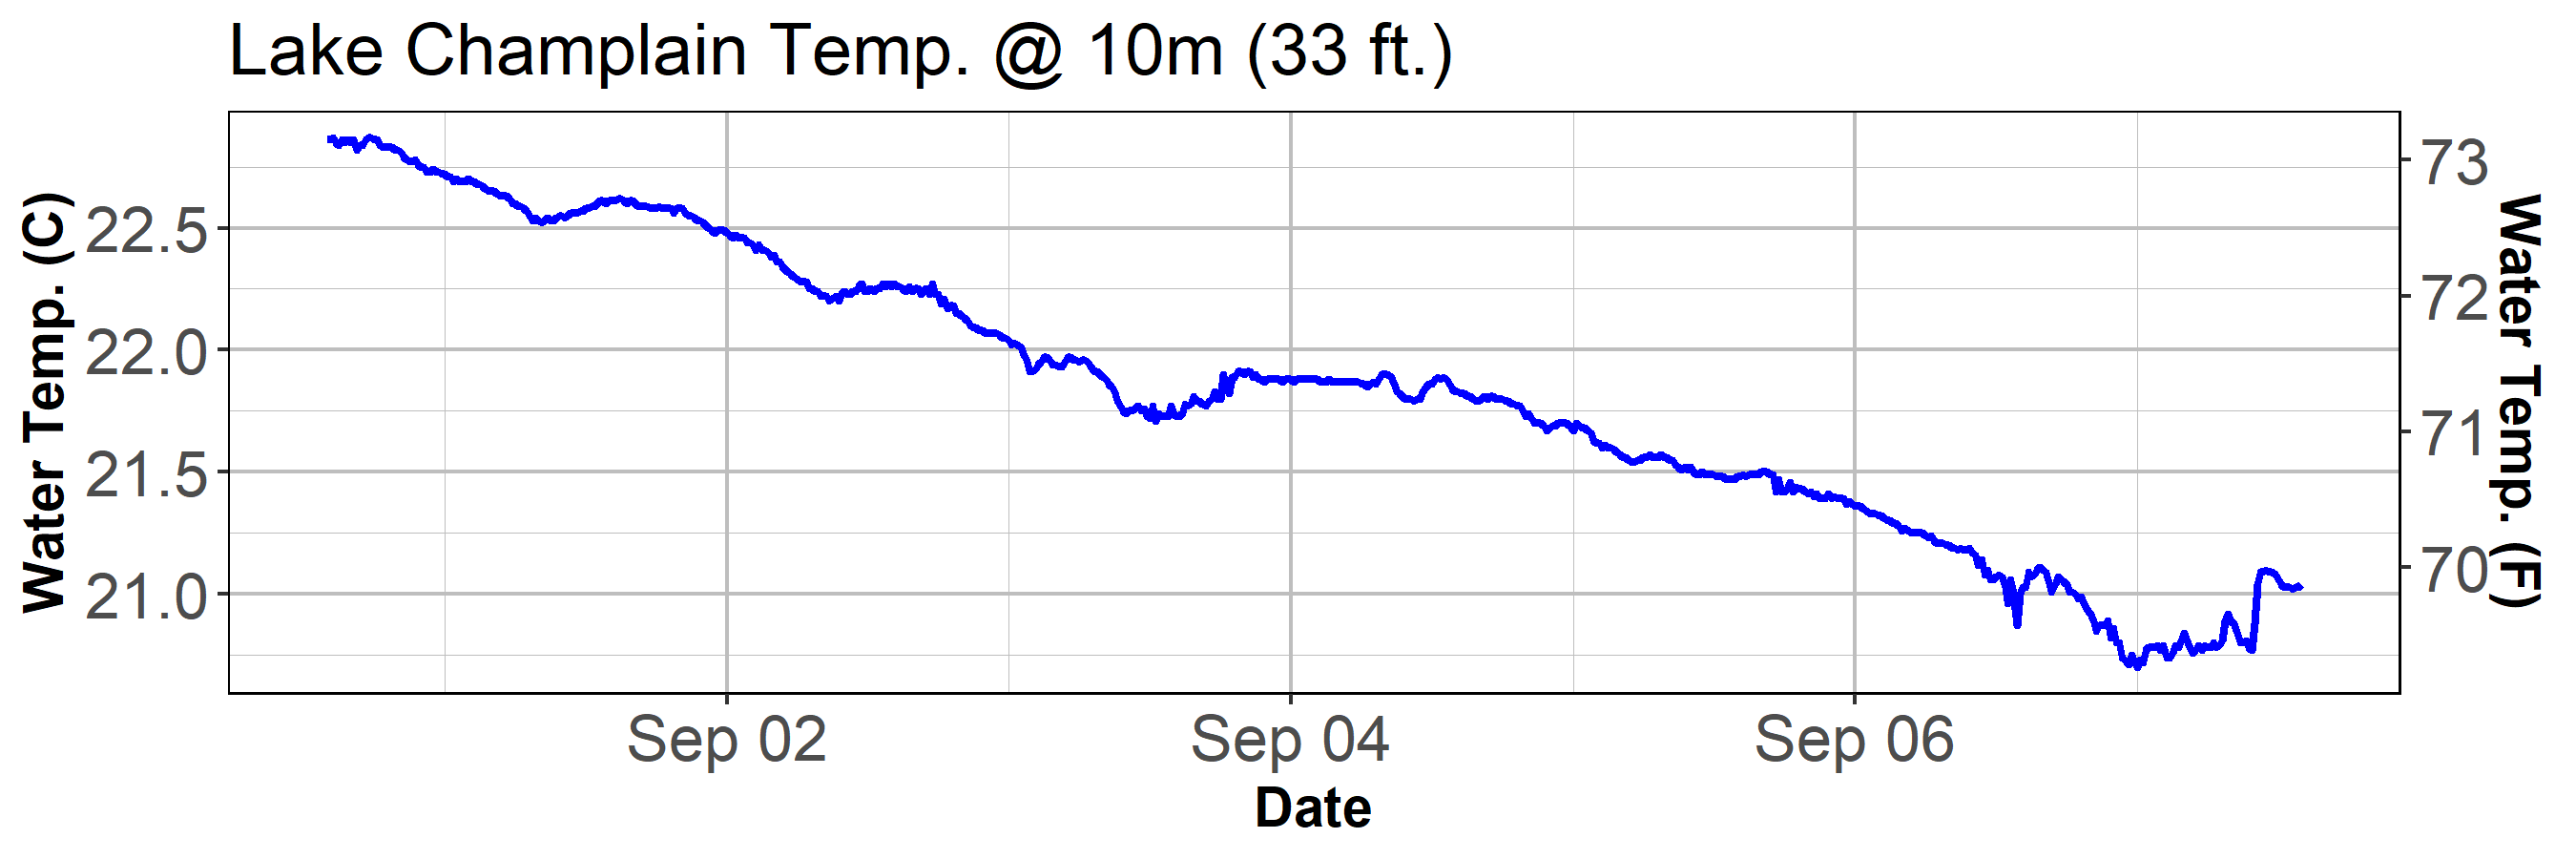 Lake Champlain Temp. @ 10m (33 ft.)
Water Temp. (C)
22.5
22.0
21.5
21.0
73
72
71
70
Water Temp. (F)
Sep 02
Sep 04
Sep 06
Date